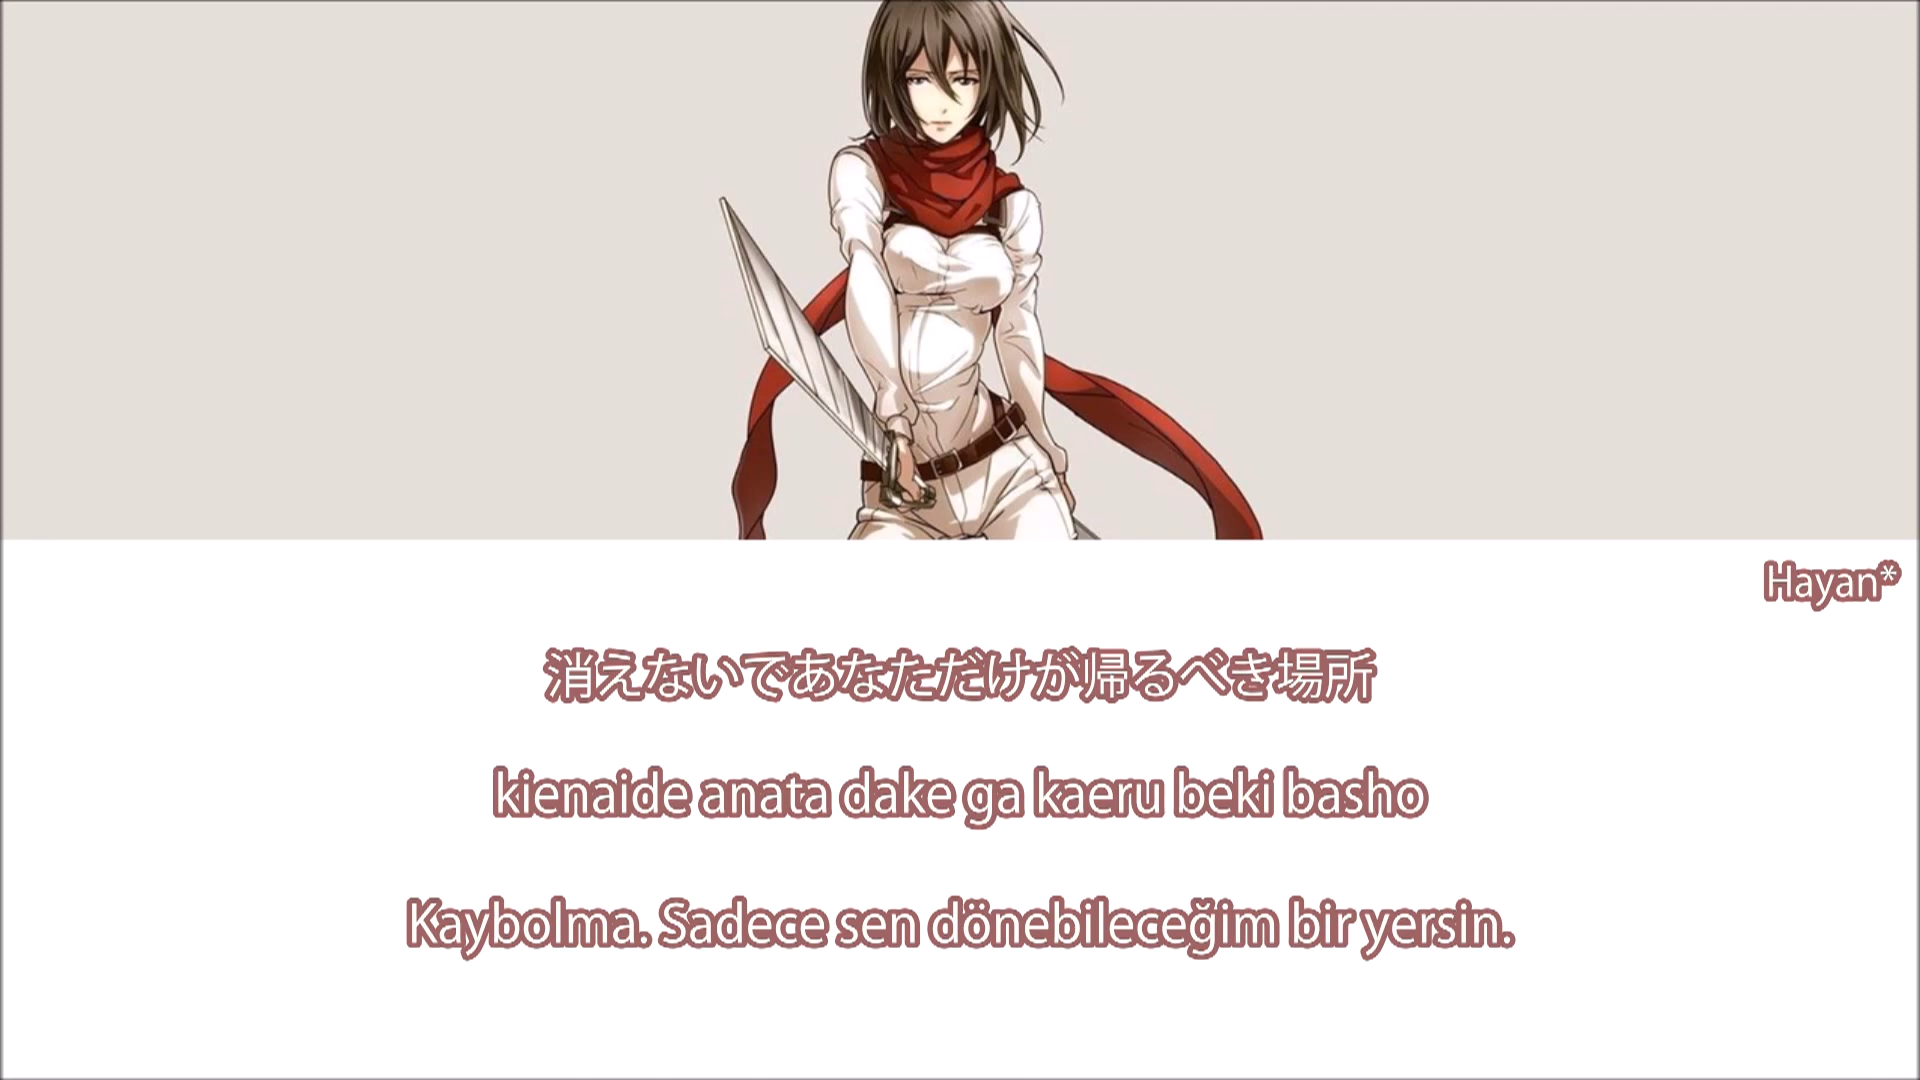 Hayan*
消えないであなただけが帰るべき場所
kienaide anata dake ga kaeru beki basho
Kaybolma. Sadece sen dönebileceğim bir yersin.